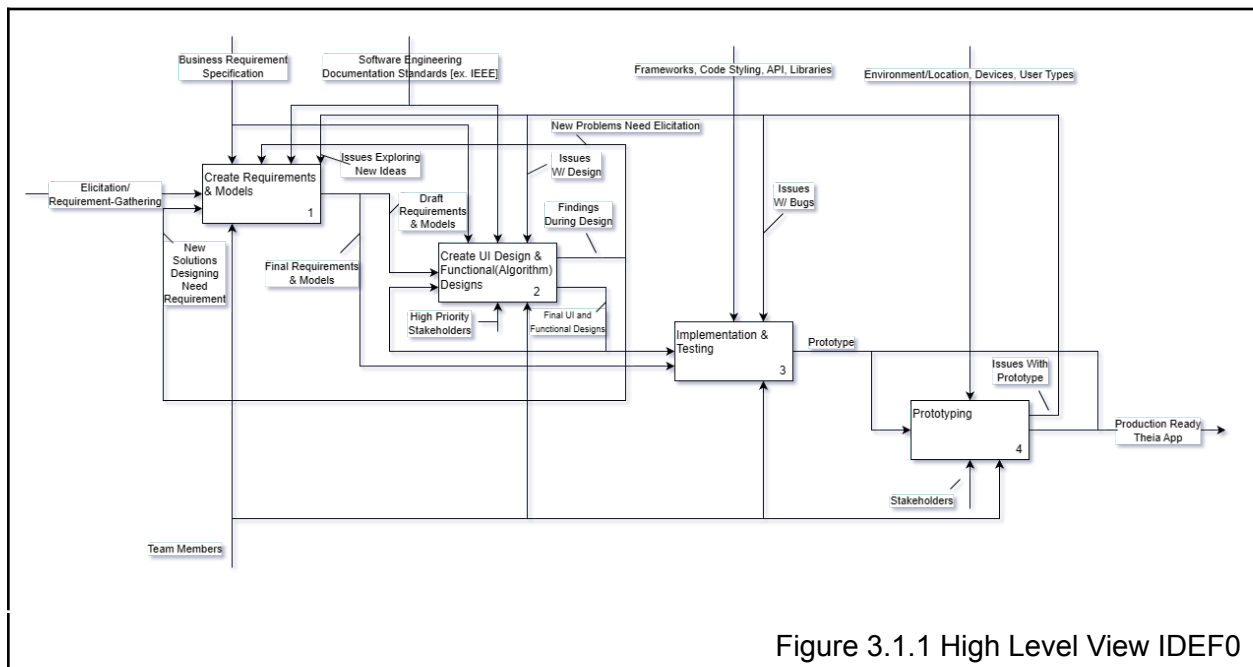 Business Requirement
Specification
Software Engineering
Documentation Standards [ex. IEEE]
Frameworks, Code Styling, API, Libraries
Environment/Location, Devices, User Types
New Problems Need Elicitation
Issues Exploring
New Ideas
Issues
W/ Design
Create Requirements
& Models
1
Elicitation/
Requirement-Gathering
Issues
W/ Bugs
Draft
Requirements
& Models
Findings
During Design
New
Solutions
Designing
Need
Requirement
Final Requirements
& Models
Create UI Design &
Functional(Algorithm)
Designs
2
High Priority
Stakeholders
Final UI and
Functional Designs
Implementation &
Testing
3
Prototype
Issues With
Prototype
Prototyping
4
Production Ready
Theia App
Stakeholders
Team Members
Figure 3.1.1 High Level View IDEF0